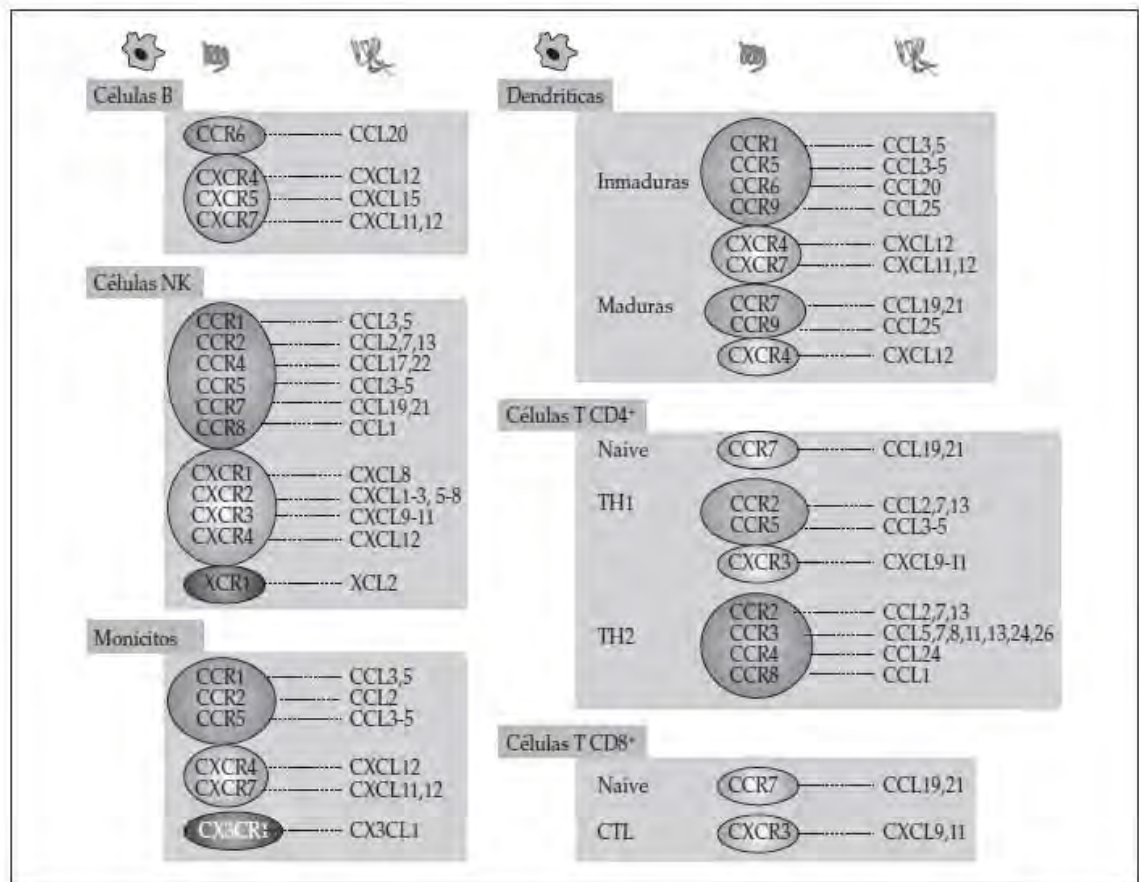 Células B
CCR6 CCL20
CXCR4 CXCL12
CXCR5 CXCL15
CXCR7 CXCL11,12
Células NK
CCR1 CCL3,5
CCR2 CCL2,7,13
CCR4 CCL17,22
CCR5 CCL3-5
CCR7 CCL19,21
CCR8 CCL1
CXCR1 CXCL8
CXCR2 CXCL1-3, 5-8
CXCR3 CXCL9-11
CXCR4 CXCL12
XCR1 XCL2
Monicitos
CCR1 CCL3,5
CCR2 CCL2
CCR5 CCL3-5
CXCR4 CXCL12
CXCR7 CXCL11,12
CX3CR1 CX3CL1
Dendriticas
Inmaduras
CCR1 CCL3,5
CCR5 CCL3-5
CCR6 CCL20
CCR9 CCL25
CXCR4 CXCL12
CXCR7 CXCL11,12
Maduras
CCR7 CCL19,21
CCR9 CCL25
CXCR4 CXCL12
Células T CD4+
Naive CCR7 CCL19,21
TH1
CCR2 CCL2,7,13
CCR5 CCL3-5
CXCR3 CXCL9-11
TH2
CCR2 CCL2,7,13
CCR3 CCL5,7,8,11,13,24,26
CCR4 CCL24
CCR8 CCL1
Células T CD8+
Naive CCR7 CCL19,21
CTL CXCR3 CXCL9,11